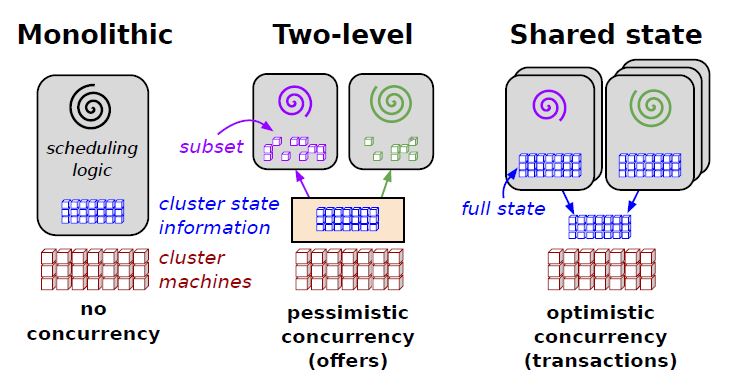 Monolithic
Two-level
Shared state
scheduling
logic
subset
cluster state
information
full state
cluster
machines
no
concurrency
pessimistic
concurrency
(offers)
optimistic
concurrency
(transactions)